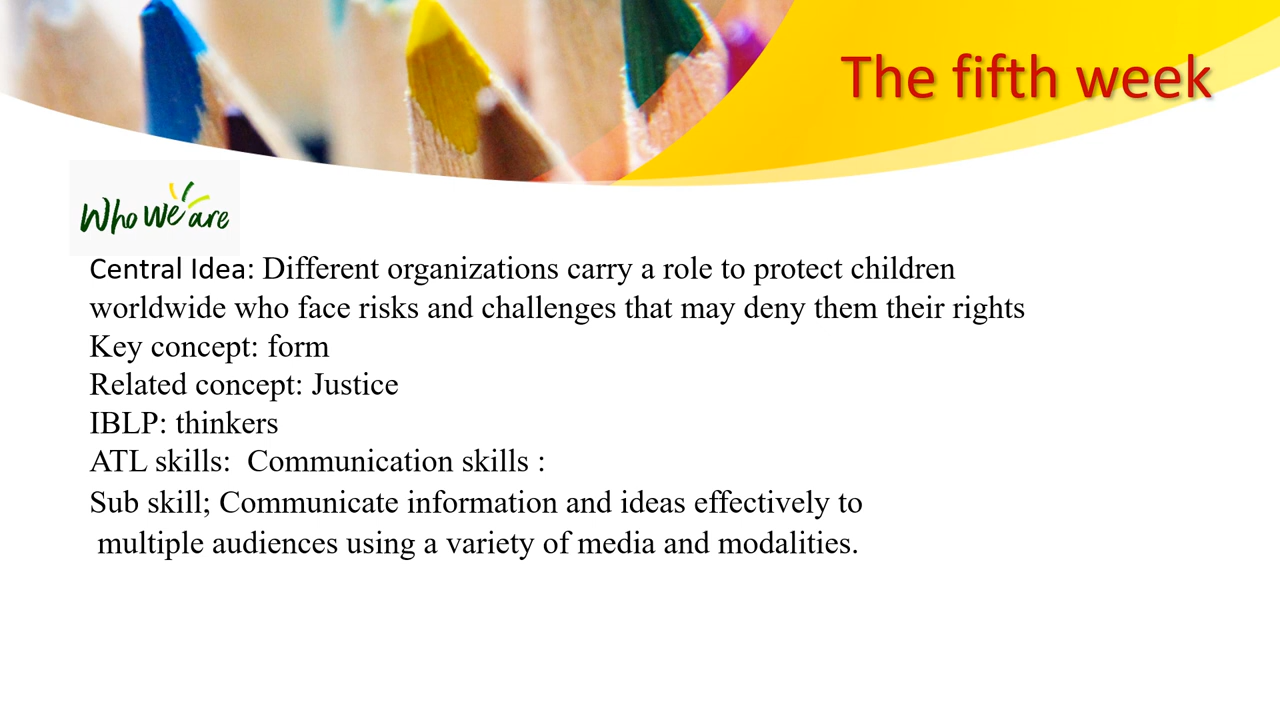 The fifth week
Who we are
Central Idea: Different organizations carry a role to protect children
worldwide who face risks and challenges that may deny them their rights
Key concept: form
Related concept: Justice
IBLP: thinkers
ATL skills:  Communication skills :
Sub skill; Communicate information and ideas effectively to
multiple audiences using a variety of media and modalities.